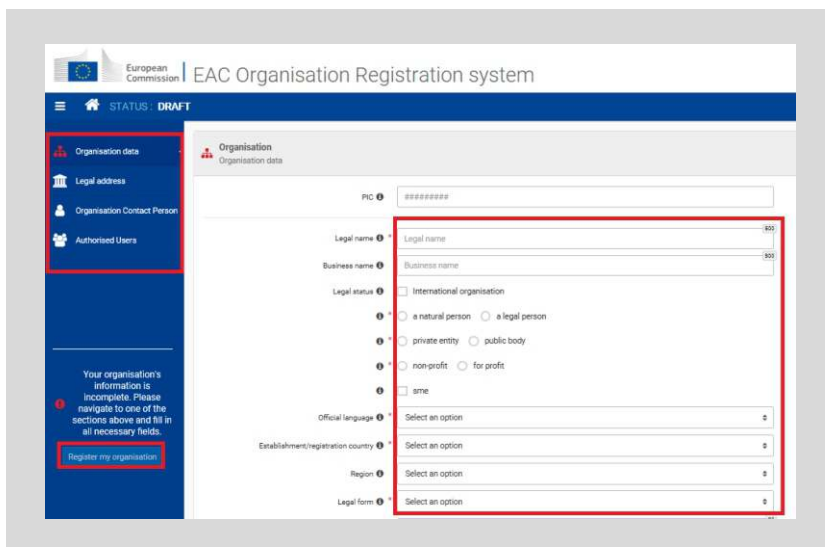 European
Commission
EAC Organisation Registration system
STATUS: DRAFT
Organisation data
Legal address
Organisation Contact Person
Authorised Users
Your organisation's
information is
incomplete. Please
navigate to one of the
sections above and fill in
all necessary fields.
Register my organisation
Organisation
Organisation data
PIC
#########
Legal name *
Legal name
500
Business name
Business name
500
Legal status
International organisation
* a natural person a legal person
* private entity public body
* non-profit for profit
sme
Official language * Select an option
Establishment/registration country * Select an option
Region Select an option
Legal form * Select an option